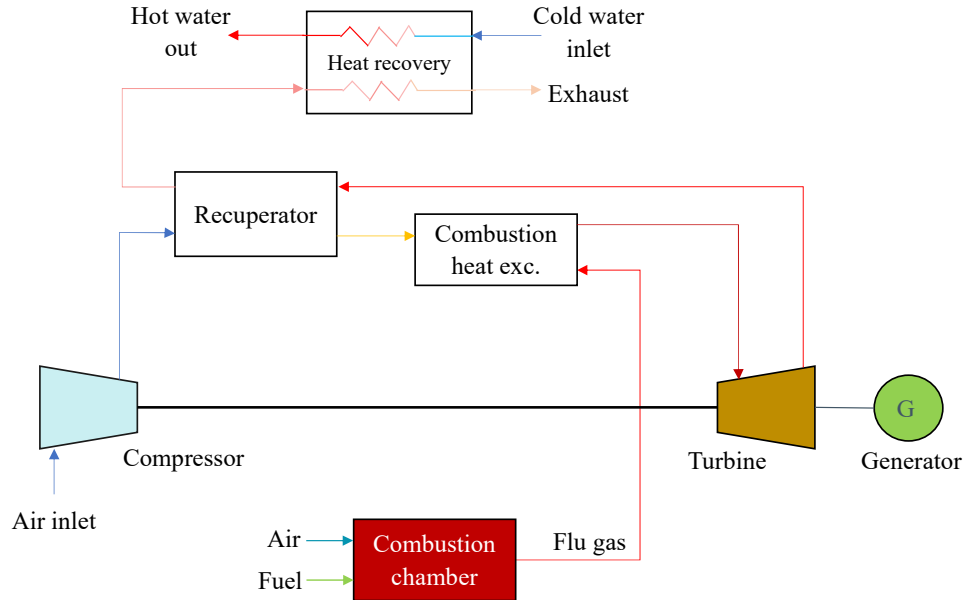 Hot water
out
Cold water
inlet
Heat recovery
Exhaust
Recuperator
Combustion
heat exc.
G
Compressor
Turbine
Generator
Air inlet
Air
Fuel
Combustion
chamber
Flu gas